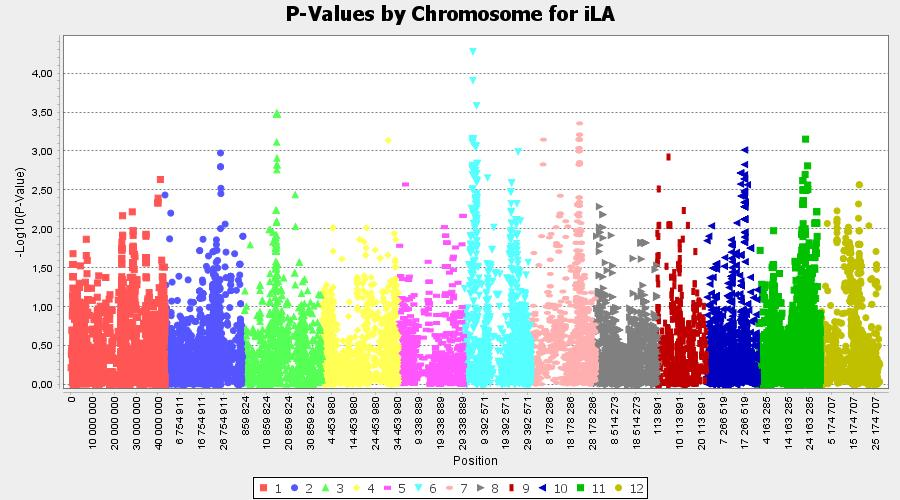 P-Values by Chromosome for iLA
-Log10(P-Value)
4,00
3,50
3,00
2,50
2,00
1,50
1,00
0,50
0,00
0
10 000 000
20 000 000
30 000 000
40 000 000
6 754 911
16 754 911
26 754 911
859 824
10 859 824
20 859 824
30 859 824
4 453 980
14 453 980
24 453 980
34 453 980
9 338 889
19 338 889
29 338 889
9 392 571
19 392 571
29 392 571
8 178 286
18 178 286
28 178 286
8 514 273
18 514 273
113 891
10 113 891
20 113 891
7 266 519
17 266 519
4 163 285
14 163 285
24 163 285
5 174 707
15 174 707
25 174 707
Position
1 2 3 4 5 6 7 8 9 10 11 12